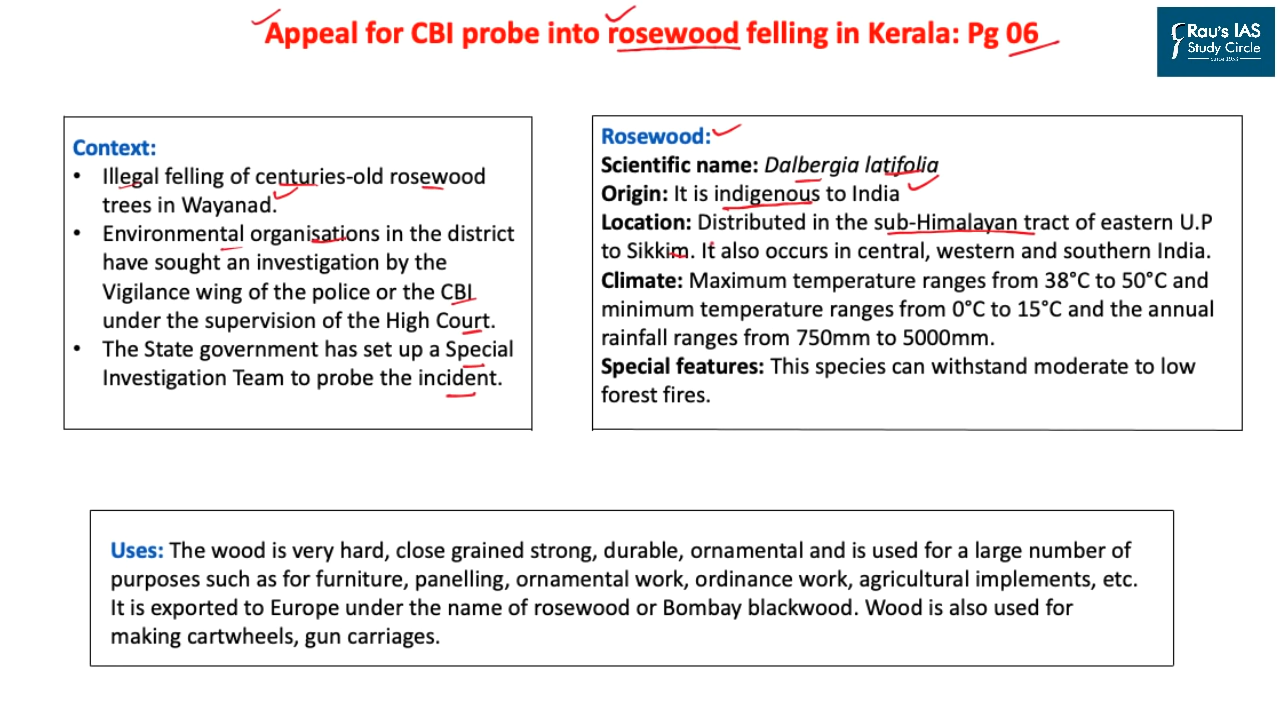 Appeal for CBI probe into rosewood felling in Kerala: Pg 06
Rau's IAS
Study Circle
since 1953
Context:
• Illegal felling of centuries-old rosewood
trees in Wayanad.
• Environmental organisations in the district
have sought an investigation by the
Vigilance wing of the police or the CBI
under the supervision of the High Court.
• The State government has set up a Special
Investigation Team to probe the incident.
Rosewood:
Scientific name: Dalbergia latifolia
Origin: It is indigenous to India
Location: Distributed in the sub-Himalayan tract of eastern U.P
to Sikkim. It also occurs in central, western and southern India.
Climate: Maximum temperature ranges from 38°C to 50°C and
minimum temperature ranges from 0°C to 15°C and the annual
rainfall ranges from 750mm to 5000mm.
Special features: This species can withstand moderate to low
forest fires.
Uses: The wood is very hard, close grained strong, durable, ornamental and is used for a large number of
purposes such as for furniture, panelling, ornamental work, ordinance work, agricultural implements, etc.
It is exported to Europe under the name of rosewood or Bombay blackwood. Wood is also used for
making cartwheels, gun carriages.